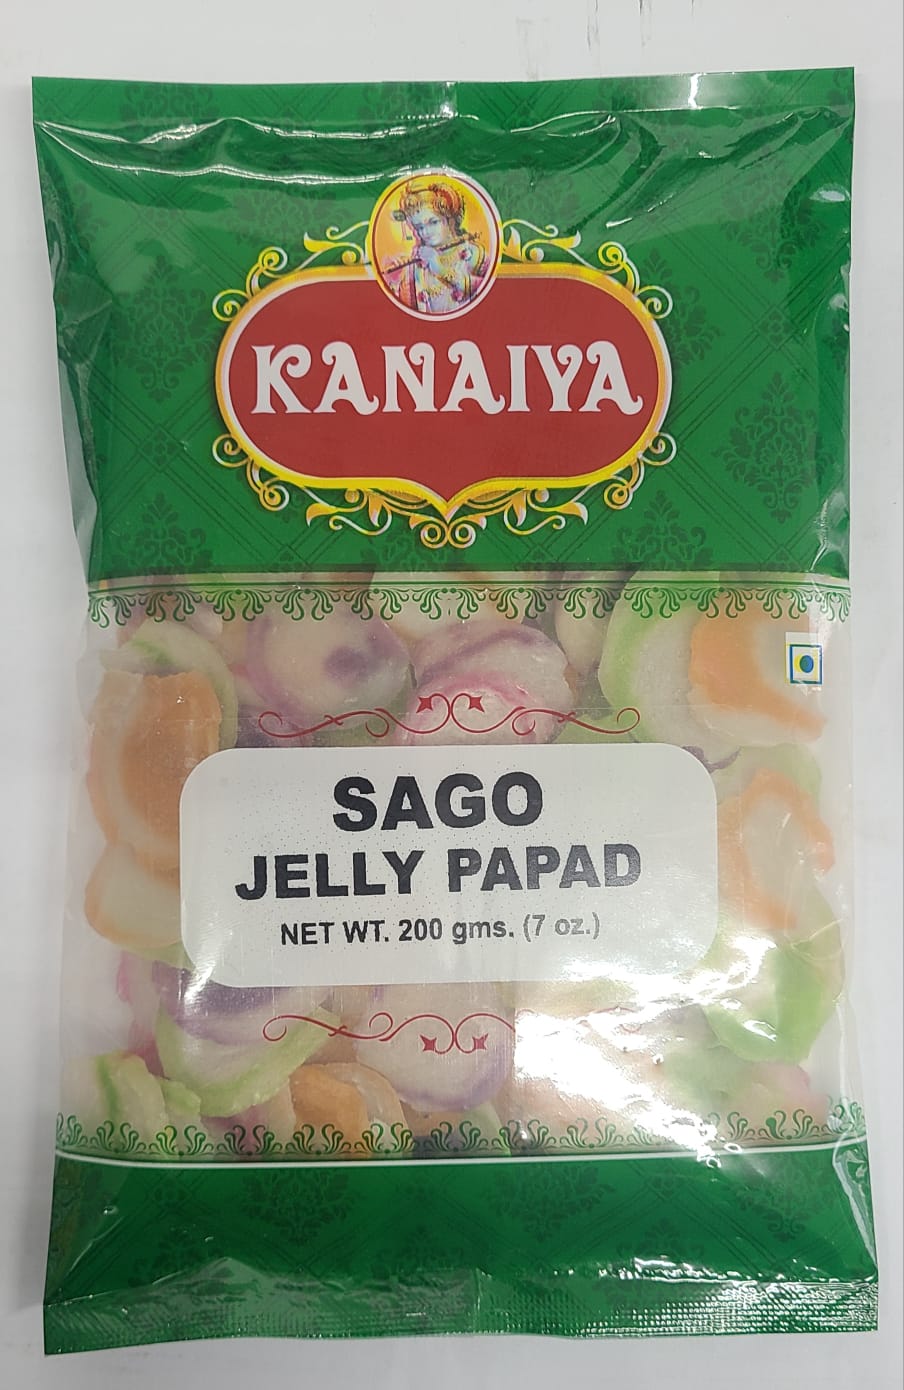 KANAIYA
SAGO
JELLY PAPAD
NET WT. 200 gms. (7 oz.)